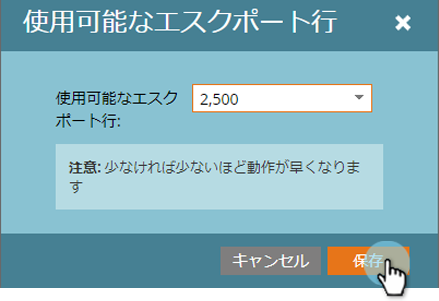 使用可能なエスクポート行
使用可能なエスク
ポート行:
2,500
注意: 少なければ少ないほど動作が早くなりま
す
キャンセル
保存